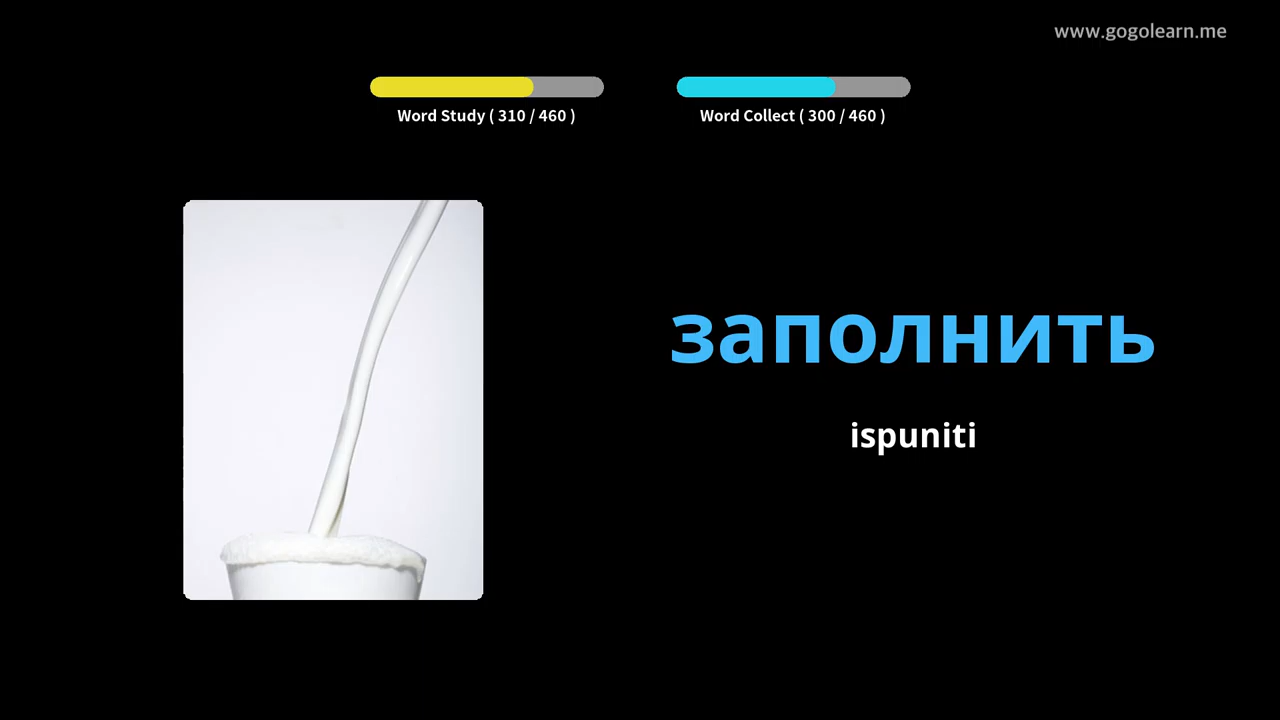 www.gogolearn.me
Word Study ( 310 / 460 )
Word Collect ( 300 / 460 )
заполнить
ispuniti